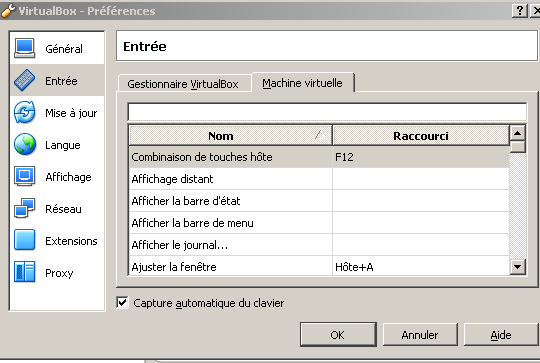 VirtualBox - Préférences
Général
Entrée
Mise à jour
Langue
Affichage
Réseau
Extensions
Proxy
Entrée
Gestionnaire VirtualBox
Machine virtuelle
Nom Raccourci
Combinaison de touches hôte F12
Affichage distant
Afficher la barre d'état
Afficher la barre de menu
Afficher le journal...
Ajuster la fenêtre Hôte+A
Capture automatique du clavier
OK Annuler Aide